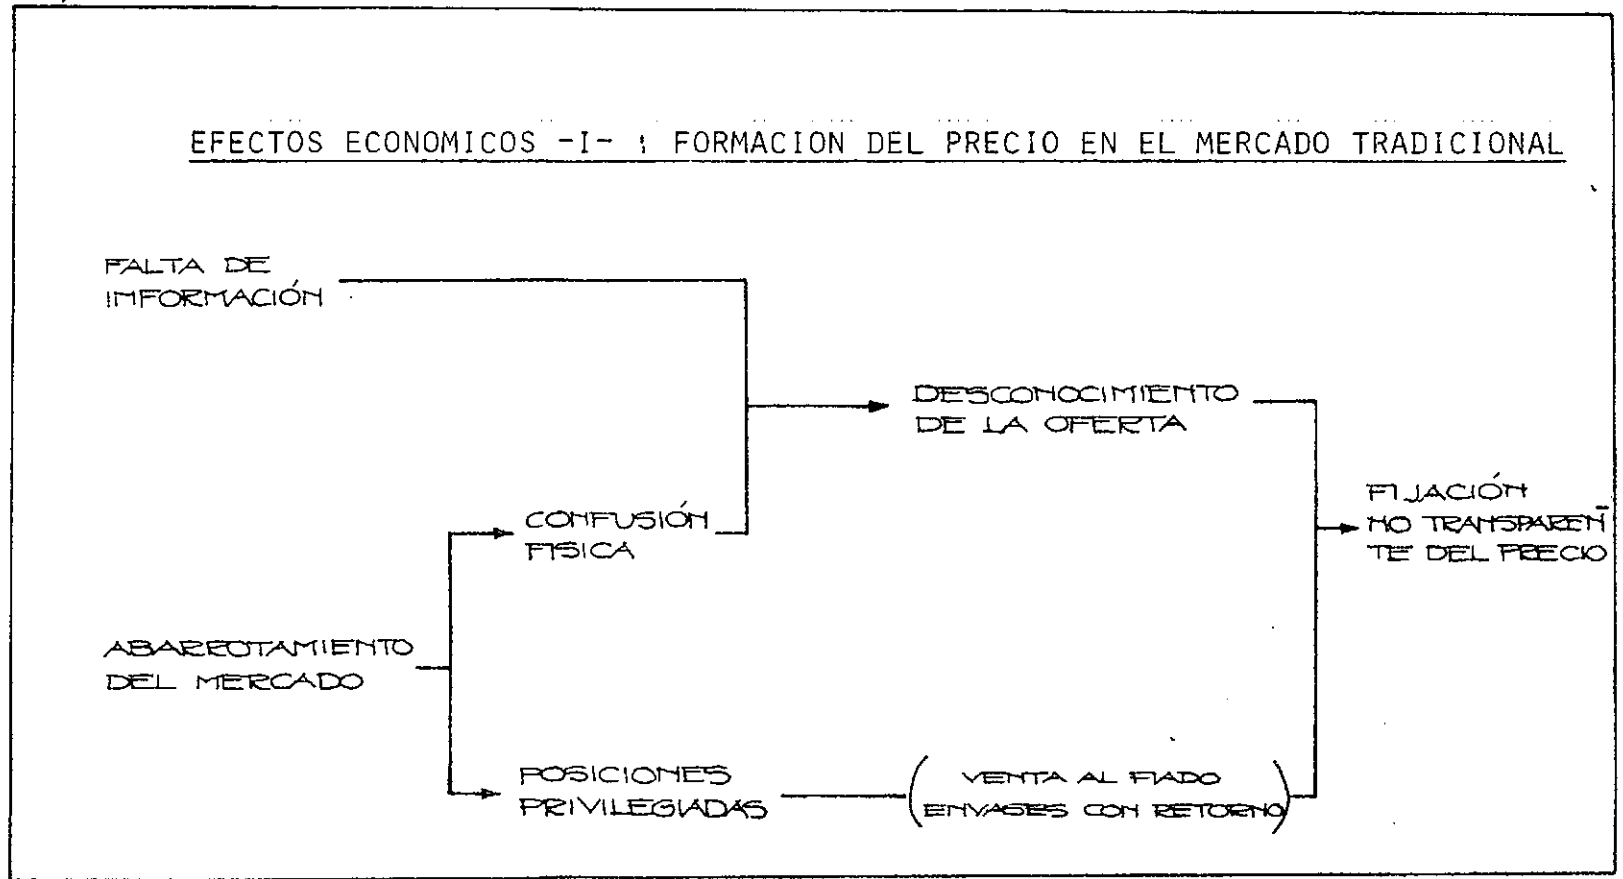 EFECTOS ECONOMICOS -I- : FORMACION DEL PRECIO EN EL MERCADO TRADICIONAL
FALTA DE
IMFORMACIÓN
DESCONOCIMIENTO
DE LA OFERTA
CONFUSIÓN
FISICA
FIJACIÓN
NO TRANSPAREN
TE DEL PRECIO
ABARROTAMIENTO
DEL MERCADO
POSICIONES
PRIVILEGIADAS
(VENTA AL FIADO
ENVASES CON RETORNO)